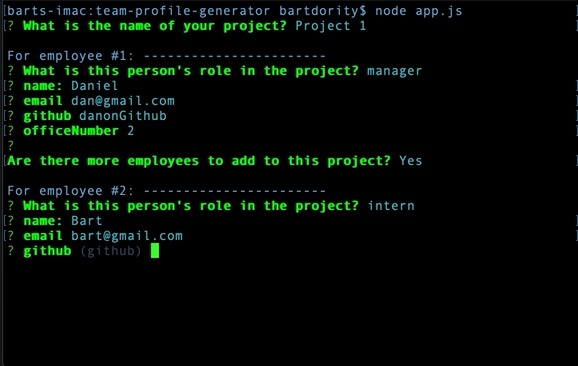 [barts-imac:team-profile-generator bartdority$ node app.js
[? What is the name of your project? Project 1

For employee #1: -----------------------
? What is this person's role in the project? manager
[? name: Daniel
[? email dan@gmail.com
[? github danonGithub
[? officeNumber 2
?
[Are there more employees to add to this project? Yes

For employee #2: -----------------------
? What is this person's role in the project? intern
[? name: Bart
[? email bart@gmail.com
? github (github)